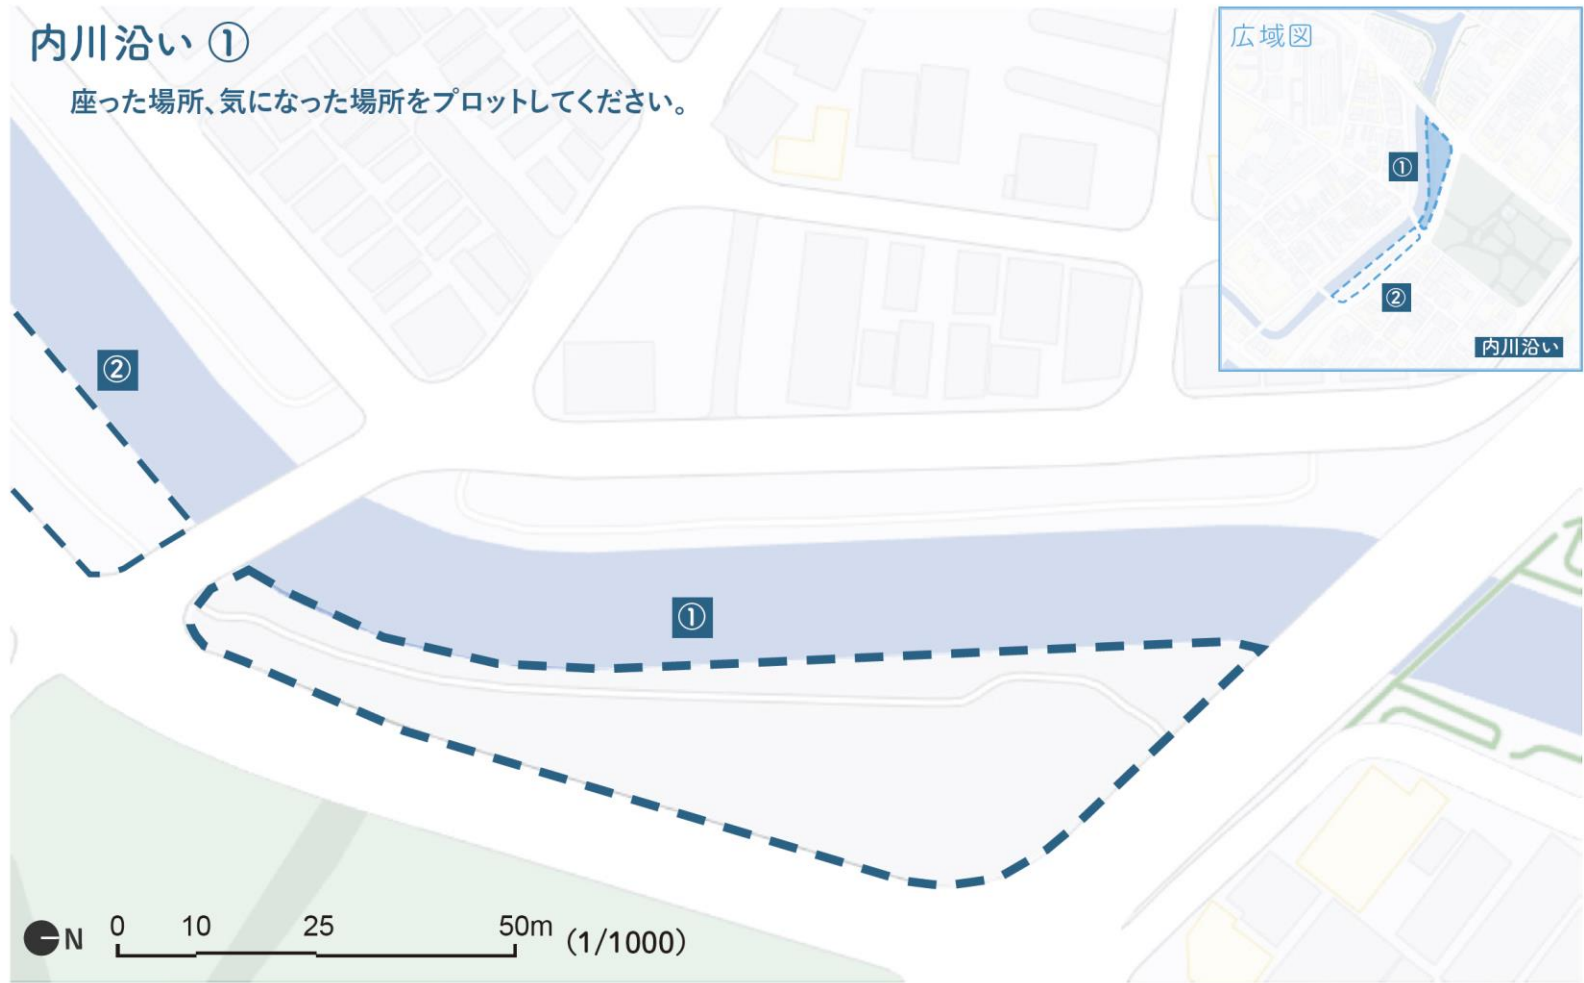 内川沿い ①
座った場所、気になった場所をプロットしてください。
広域図
①
②
内川沿い
②
①
N
0 10 25 50m (1/1000)